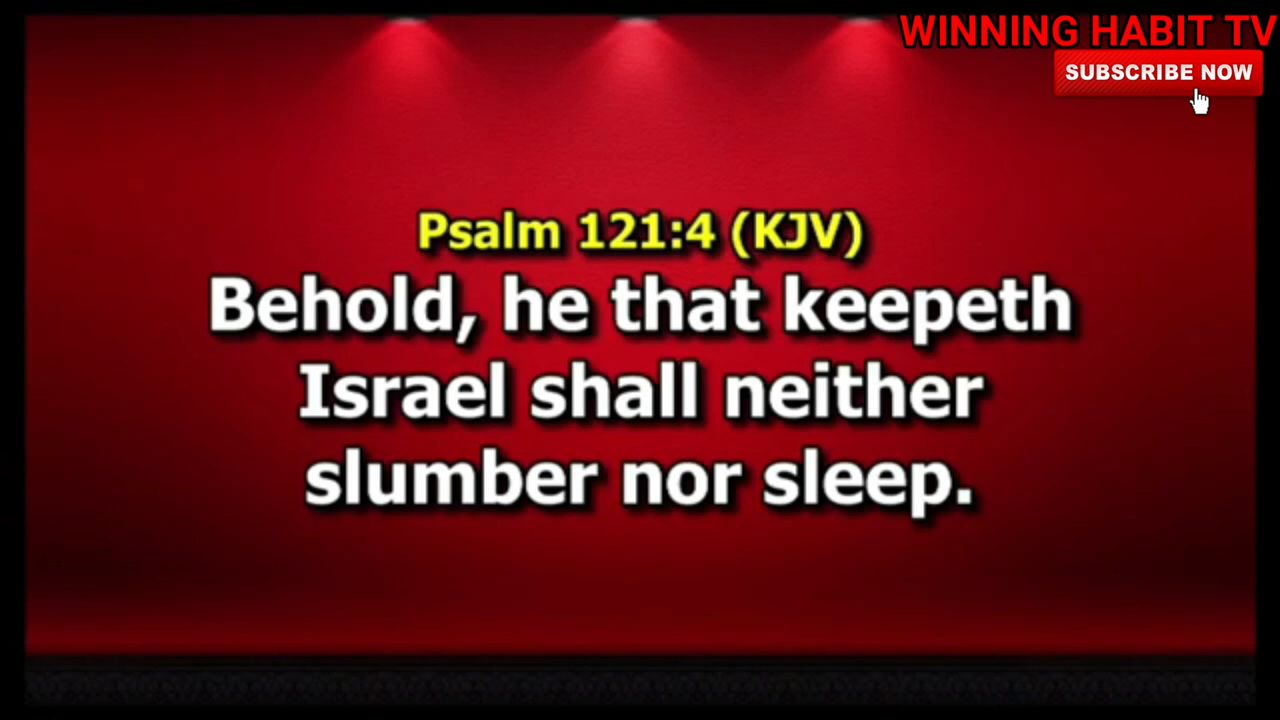 WINNING HABIT TV
SUBSCRIBE NOW
Psalm 121:4 (KJV)
Behold, he that keepeth
Israel shall neither
slumber nor sleep.